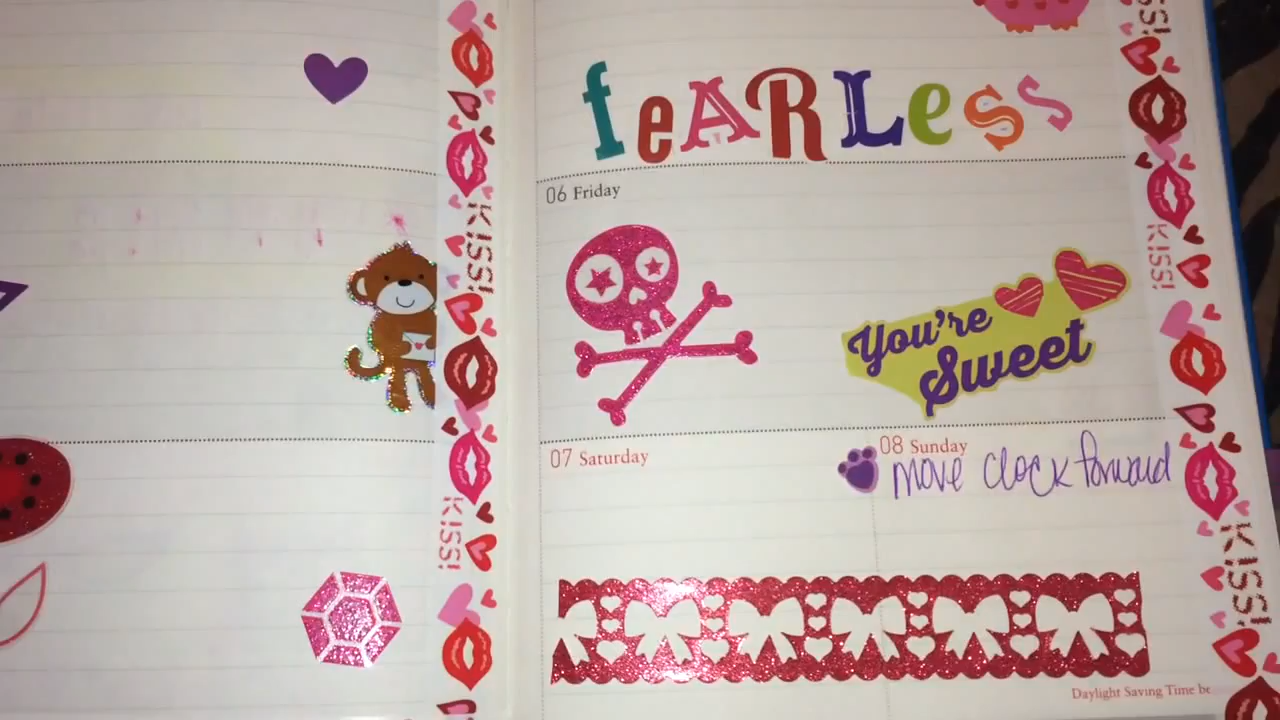 KISS!
KISS!
feARLess
06 Friday
You're
Sweet
07 Saturday
08 Sunday
move clock forward
Daylight Saving Time be
KISS!
KISS!